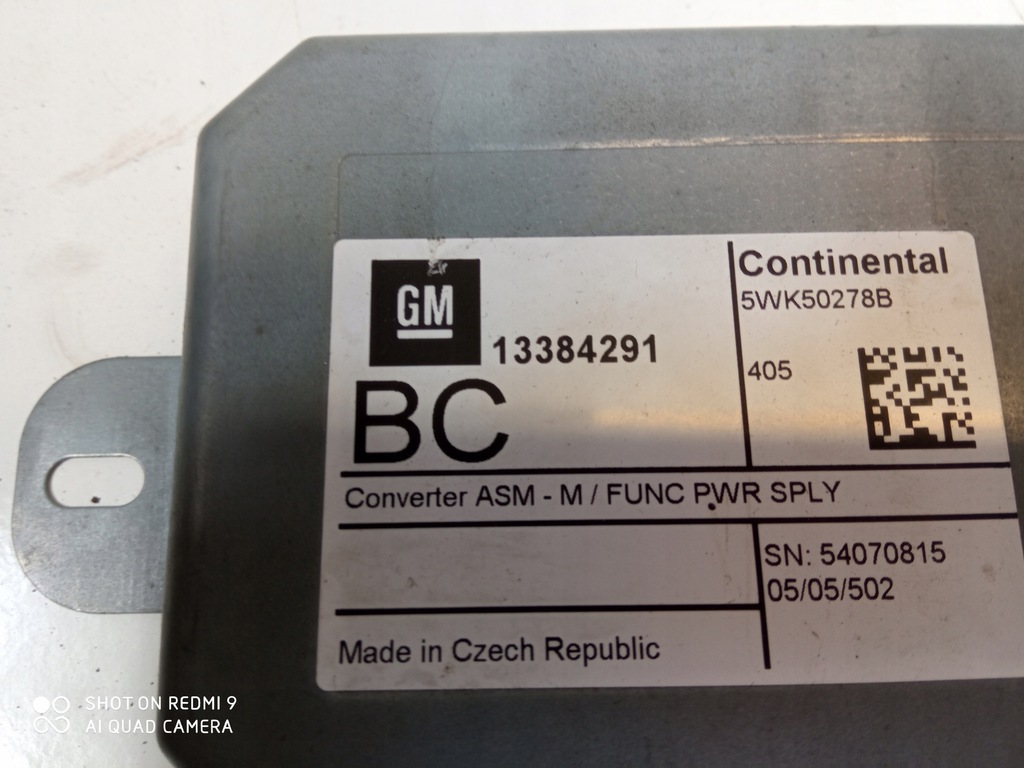 GM
13384291
BC
Continental
5WK50278B
405
Converter ASM - M / FUNC PWR SPLY
SN: 54070815
05/05/502
Made in Czech Republic
SHOT ON REDMI 9
AI QUAD CAMERA